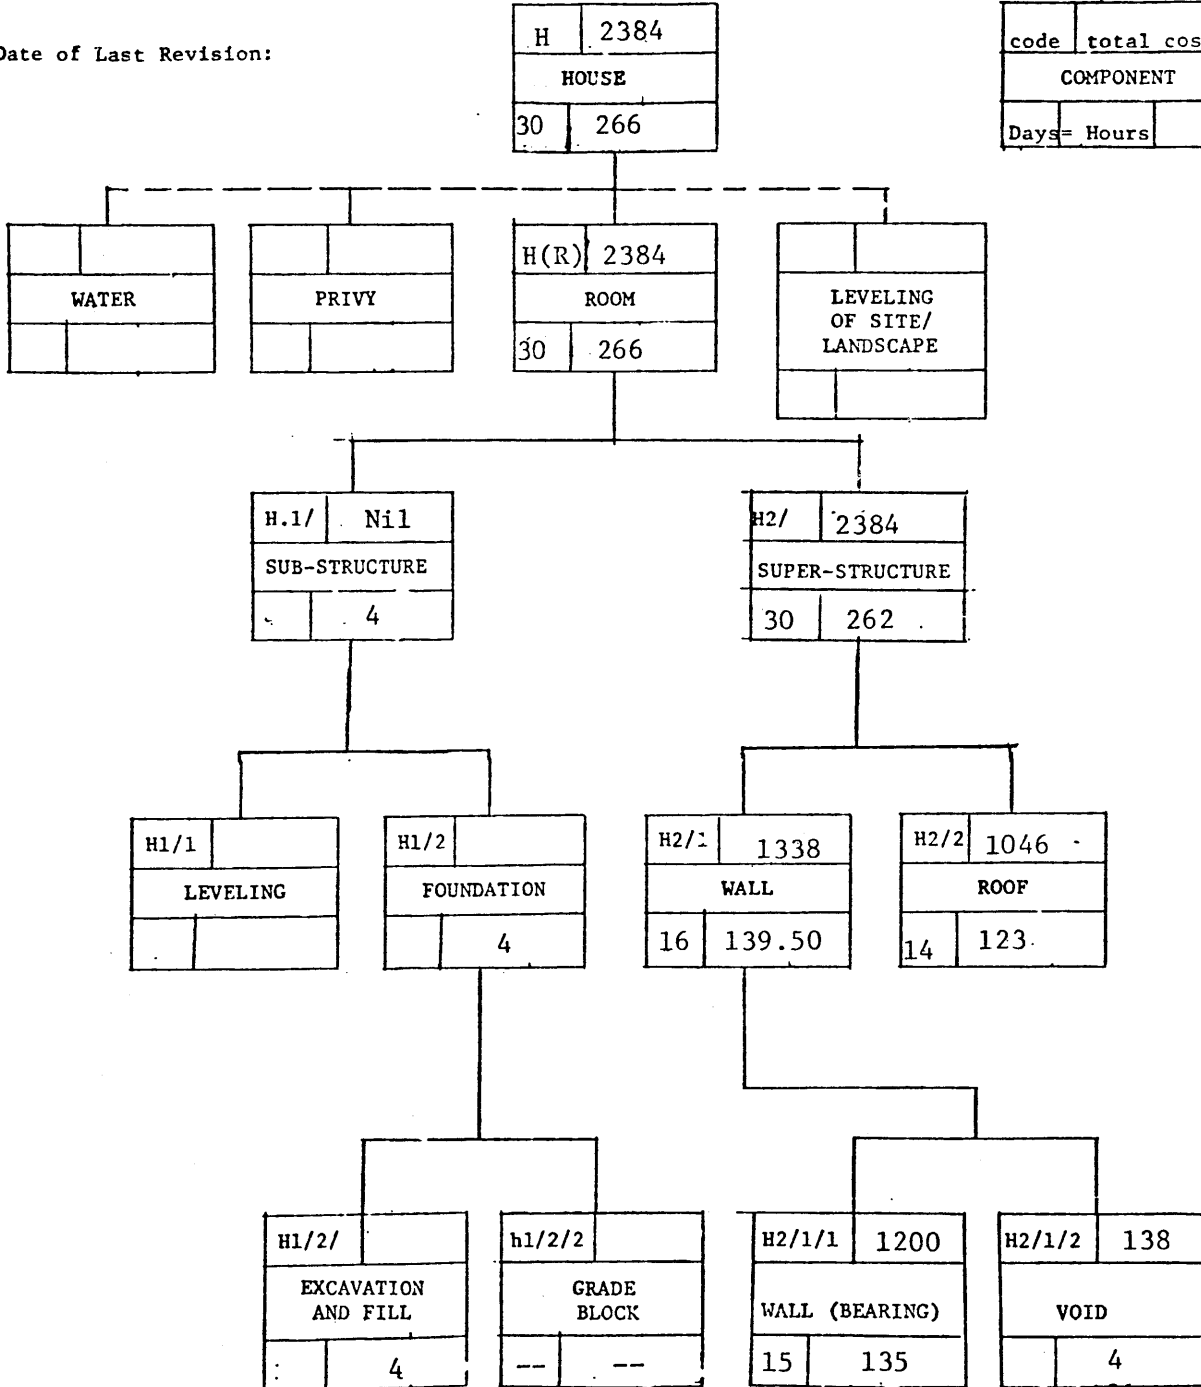 Date of Last Revision:
H 2384
HOUSE
30 266
code total cos
COMPONENT
Days= Hours
WATER
PRIVY
H(R) 2384
ROOM
30 266
LEVELING
OF SITE/
LANDSCAPE
H.1/ Nil
SUB-STRUCTURE
4
H2/ 2384
SUPER-STRUCTURE
30 262
H1/1
LEVELING
H1/2
FOUNDATION
4
H2/1 1338
WALL
16 139.50
H2/2 1046
ROOF
14 123
H1/2/
EXCAVATION
AND FILL
4
h1/2/2
GRADE
BLOCK
-- --
H2/1/1 1200
WALL (BEARING)
15 135
H2/1/2 138
VOID
4